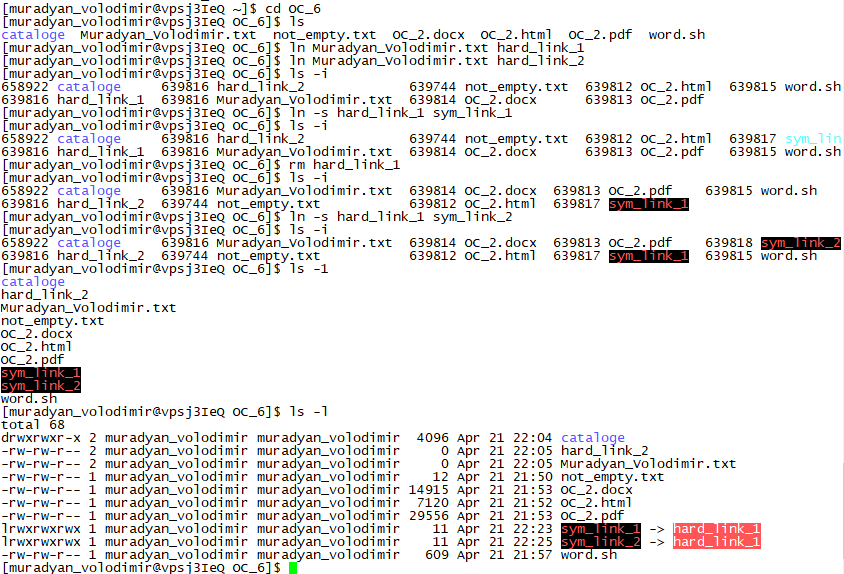 [muradyan_volodimir@vpsj3IeQ ~]$ cd OC_6
[muradyan_volodimir@vpsj3IeQ OC_6]$ ls
cataloge  Muradyan_Volodimir.txt  not_empty.txt  OC_2.docx  OC_2.html  OC_2.pdf  word.sh
[muradyan_volodimir@vpsj3IeQ OC_6]$ ln Muradyan_Volodimir.txt hard_link_1
[muradyan_volodimir@vpsj3IeQ OC_6]$ ln Muradyan_Volodimir.txt hard_link_2
[muradyan_volodimir@vpsj3IeQ OC_6]$ ls -i
658922 cataloge     639816 hard_link_2             639744 not_empty.txt  639812 OC_2.html  639815 word.sh
639816 hard_link_1  639816 Muradyan_Volodimir.txt  639814 OC_2.docx      639813 OC_2.pdf
[muradyan_volodimir@vpsj3IeQ OC_6]$ ln -s hard_link_1 sym_link_1
[muradyan_volodimir@vpsj3IeQ OC_6]$ ls -i
658922 cataloge     639816 hard_link_2             639744 not_empty.txt  639812 OC_2.html  639817 sym_lin
639816 hard_link_1  639816 Muradyan_Volodimir.txt  639814 OC_2.docx      639813 OC_2.pdf   639815 word.sh
[muradyan_volodimir@vpsj3IeQ OC_6]$ rm hard_link_1
[muradyan_volodimir@vpsj3IeQ OC_6]$ ls -i
658922 cataloge     639816 Muradyan_Volodimir.txt  639814 OC_2.docx  639813 OC_2.pdf    639815 word.sh
639816 hard_link_2  639744 not_empty.txt           639812 OC_2.html  639817 sym_link_1
[muradyan_volodimir@vpsj3IeQ OC_6]$ ln -s hard_link_1 sym_link_2
[muradyan_volodimir@vpsj3IeQ OC_6]$ ls -i
658922 cataloge     639816 Muradyan_Volodimir.txt  639814 OC_2.docx  639813 OC_2.pdf    639818 sym_link_2
639816 hard_link_2  639744 not_empty.txt           639812 OC_2.html  639817 sym_link_1  639815 word.sh
[muradyan_volodimir@vpsj3IeQ OC_6]$ ls -1
cataloge
hard_link_2
Muradyan_Volodimir.txt
not_empty.txt
OC_2.docx
OC_2.html
OC_2.pdf
sym_link_1
sym_link_2
word.sh
[muradyan_volodimir@vpsj3IeQ OC_6]$ ls -l
total 68
drwxrwxr-x 2 muradyan_volodimir muradyan_volodimir  4096 Apr 21 22:04 cataloge
-rw-rw-r-- 2 muradyan_volodimir muradyan_volodimir     0 Apr 21 22:05 hard_link_2
-rw-rw-r-- 2 muradyan_volodimir muradyan_volodimir     0 Apr 21 22:05 Muradyan_Volodimir.txt
-rw-rw-r-- 1 muradyan_volodimir muradyan_volodimir    12 Apr 21 21:50 not_empty.txt
-rw-rw-r-- 1 muradyan_volodimir muradyan_volodimir 14915 Apr 21 21:53 OC_2.docx
-rw-rw-r-- 1 muradyan_volodimir muradyan_volodimir  7120 Apr 21 21:52 OC_2.html
-rw-rw-r-- 1 muradyan_volodimir muradyan_volodimir 29556 Apr 21 21:53 OC_2.pdf
lrwxrwxrwx 1 muradyan_volodimir muradyan_volodimir    11 Apr 21 22:23 sym_link_1 -> hard_link_1
lrwxrwxrwx 1 muradyan_volodimir muradyan_volodimir    11 Apr 21 22:25 sym_link_2 -> hard_link_1
-rw-rw-r-- 1 muradyan_volodimir muradyan_volodimir   609 Apr 21 21:57 word.sh
[muradyan_volodimir@vpsj3IeQ OC_6]$